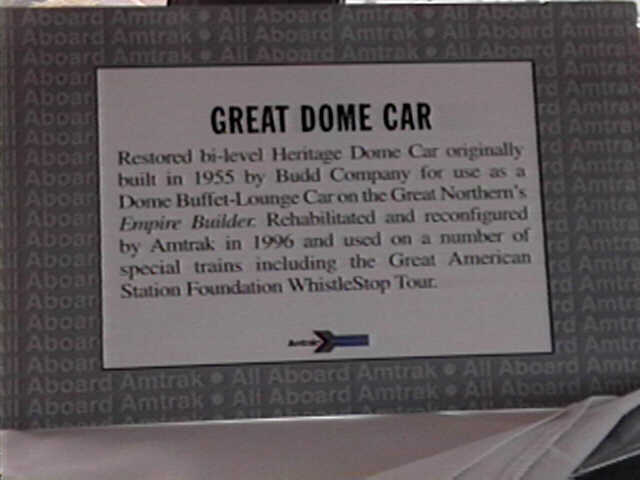 All Aboard Amtrak • All Aboard Amtrak • All Aboard Amtrak
GREAT DOME CAR
Restored bi-level Heritage Dome Car originally
built in 1955 by Budd Company for use as a
Dome Buffet-Lounge Car on the Great Northern's
Empire Builder. Rehabilitated and reconfigured
by Amtrak in 1996 and used on a number of
special trains including the Great American
Station Foundation WhistleStop Tour.
Amtrak
All Aboard Amtrak • All Aboard Amtrak • All Aboard Amtrak